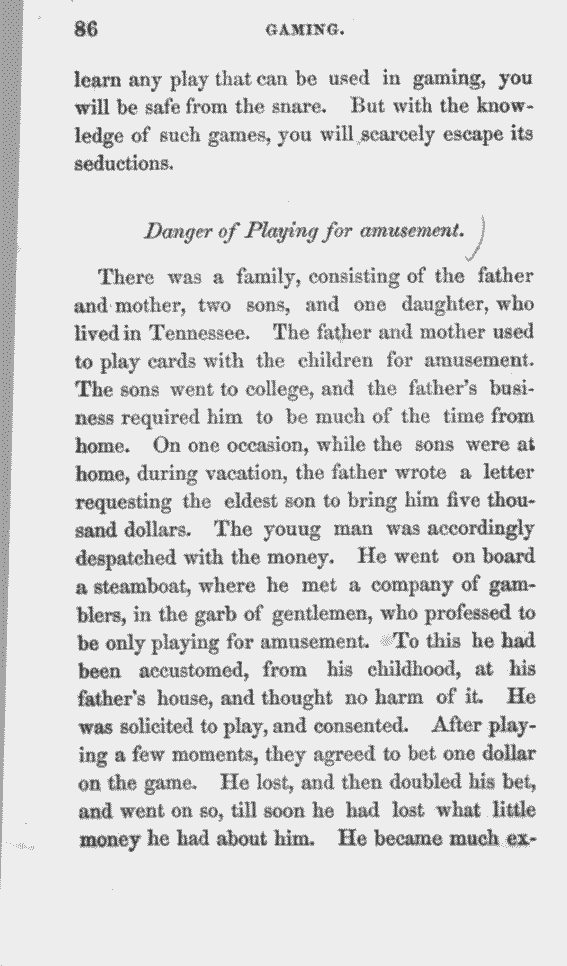 86 GAMING.
learn any play that can be used in gaming, you
will be safe from the snare. But with the know-
ledge of such games, you will scarcely escape its
seductions.
Danger of Playing for amusement.
There was a family, consisting of the father
and mother, two sons, and one daughter, who
lived in Tennessee. The father and mother used
to play cards with the children for amusement.
The sons went to college, and the father's busi-
ness required him to be much of the time from
home. On one occasion, while the sons were at
home, during vacation, the father wrote a letter
requesting the eldest son to bring him five thou-
sand dollars. The youug man was accordingly
despatched with the money. He went on board
a steamboat, where he met a company of gam-
blers, in the garb of gentlemen, who professed to
be only playing for amusement. To this he had
been accustomed, from his childhood, at his
father's house, and thought no harm of it. He
was solicited to play, and consented. After play-
ing a few moments, they agreed to bet one dollar
on the game. He lost, and then doubled his bet,
and went on so, till soon he had lost what little
money he had about him. He became much ex-